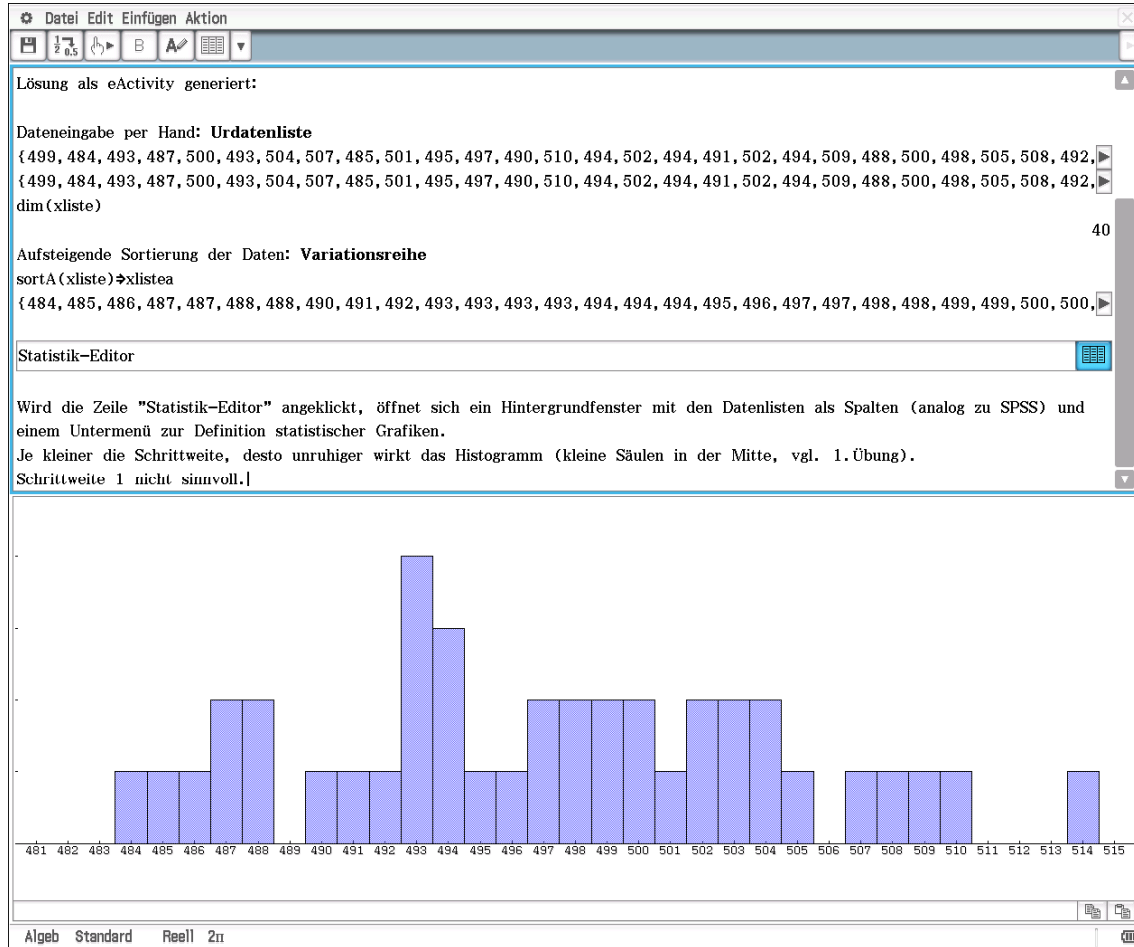 Datei Edit Einfügen Aktion
B
Lösung als eActivity generiert:
Dateneingabe per Hand: Urdatenliste
{499,484,493,487,500,493,504,507,485,501,495,497,490,510,494,502,494,491,502,494,509,488,500,498,505,508,492,
{499,484,493,487,500,493,504,507,485,501,495,497,490,510,494,502,494,491,502,494,509,488,500,498,505,508,492,
dim(xliste)
40
Aufsteigende Sortierung der Daten: Variationsreihe
sortA(xliste)⇒xlistea
{484,485,486,487,487,488,488,490,491,492,493,493,493,493,494,494,494,495,496,497,497,498,498,499,499,500,500,
Statistik-Editor
Wird die Zeile "Statistik-Editor" angeklickt, öffnet sich ein Hintergrundfenster mit den Datenlisten als Spalten (analog zu SPSS) und
einem Untermenü zur Definition statistischer Grafiken.
Je kleiner die Schrittweite, desto unruhiger wirkt das Histogramm (kleine Säulen in der Mitte, vgl. 1.Übung).
Schrittweite 1 nicht sinnvoll.
481 482 483 484 485 486 487 488 489 490 491 492 493 494 495 496 497 498 499 500 501 502 503 504 505 506 507 508 509 510 511 512 513 514 515
Algeb Standard Reell 2π